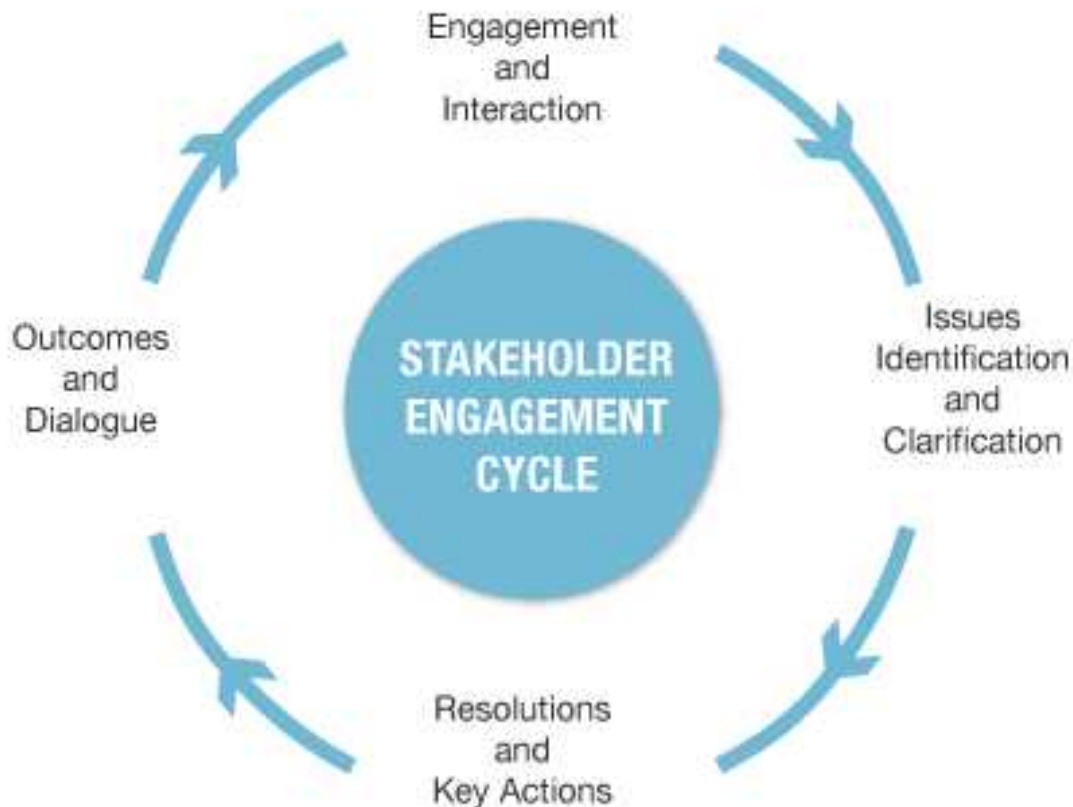 Engagement
and
Interaction
Issues
Identification
and
Clarification
Resolutions
and
Key Actions
Outcomes
and
Dialogue
STAKEHOLDER
ENGAGEMENT
CYCLE